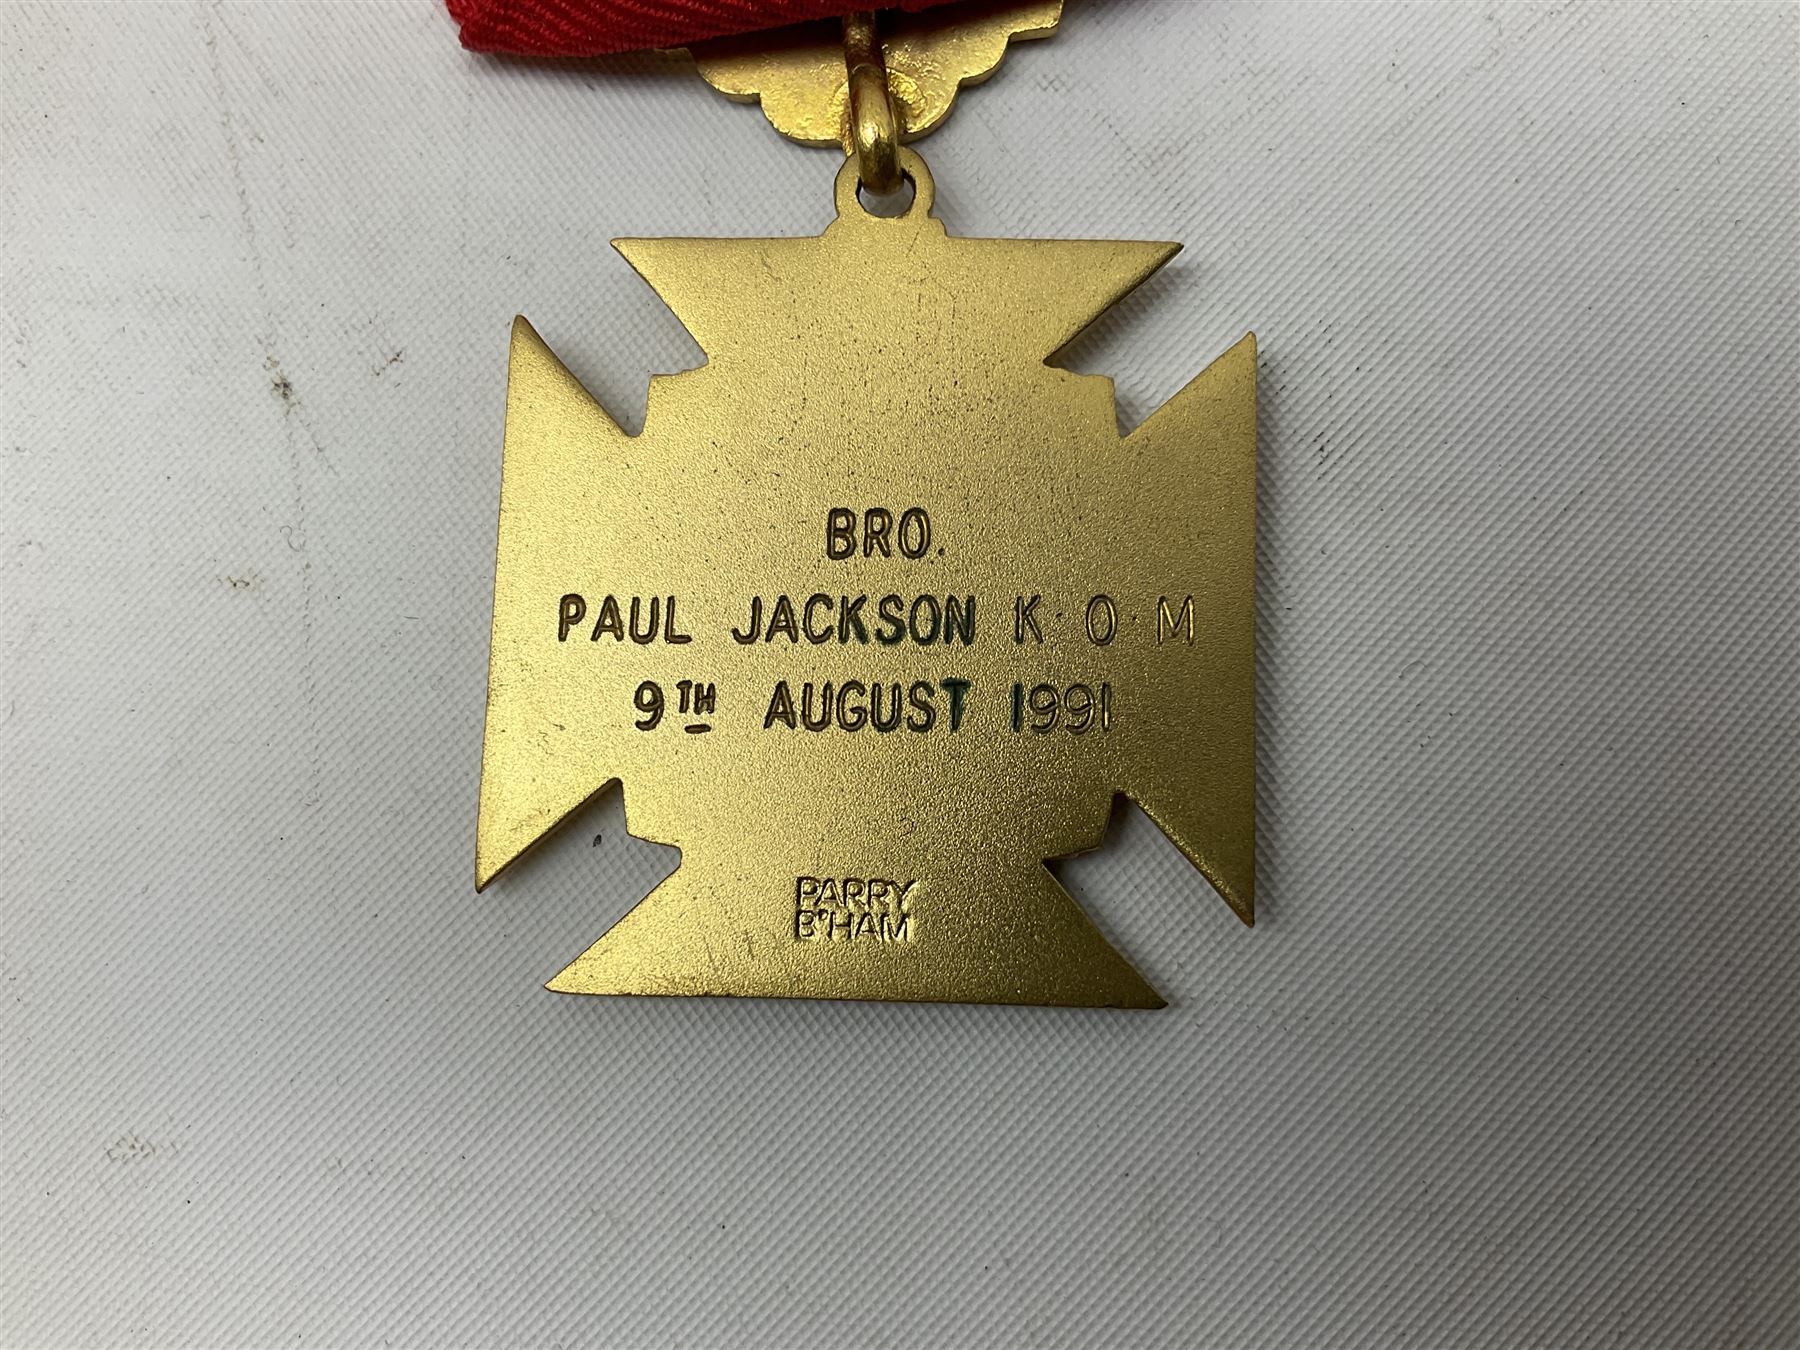 BRO.
PAUL JACKSON K·O·M
9TH AUGUST 1991
PARRY
B'HAM